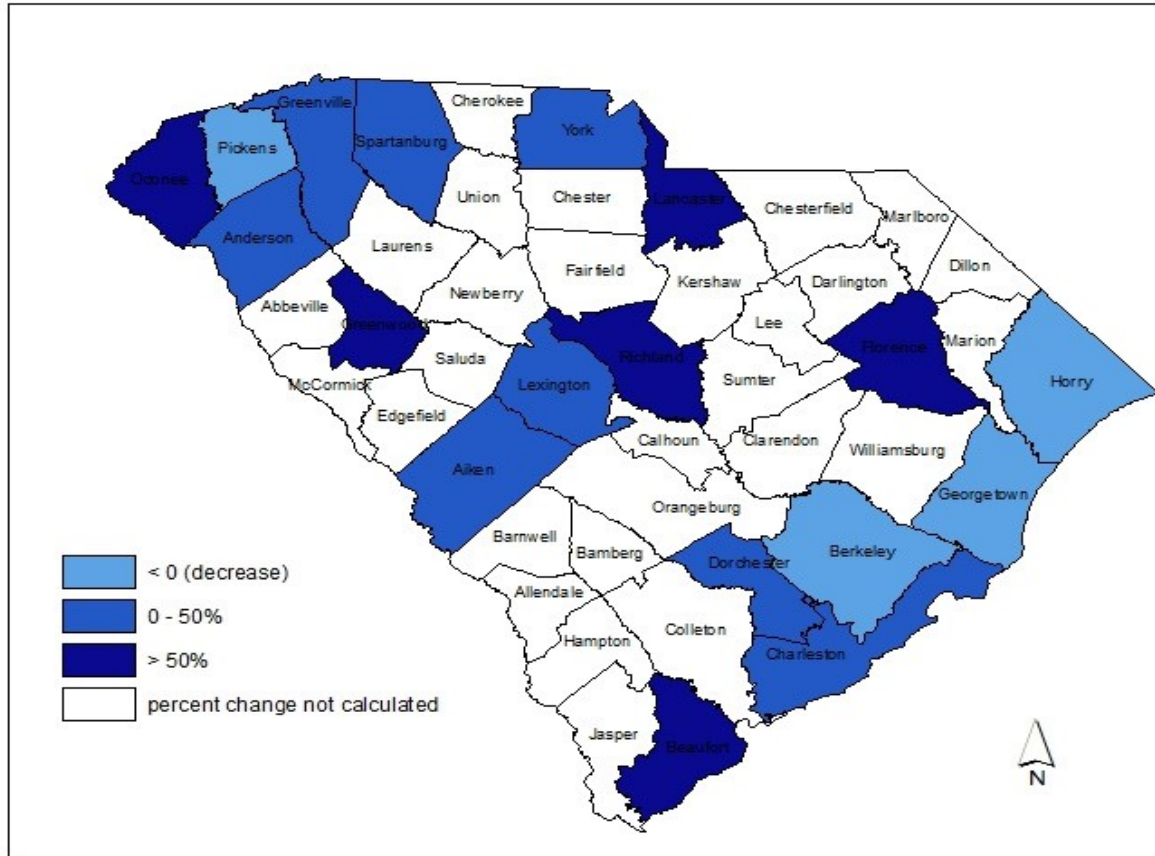 Cherokee
Greenville
York
Spartanburg
Pickens
Oconee
Union
Chester
Lancaster
Chesterfield
Marlboro
Anderson
Laurens
Fairfield
Kershaw
Dillon
Darlington
Newberry
Abbeville
Lee
Greenwood
Marion
Florence
Saluda
Richland
Sumter
Horry
McCormick
Lexington
Edgefield
Calhoun
Clarendon
Williamsburg
Aiken
Georgetown
Orangeburg
Barnwell
Bamberg
Berkeley
Dorchester
Allendale
Colleton
Hampton
Charleston
Jasper
Beaufort
< 0 (decrease)
0 - 50%
> 50%
percent change not calculated
N